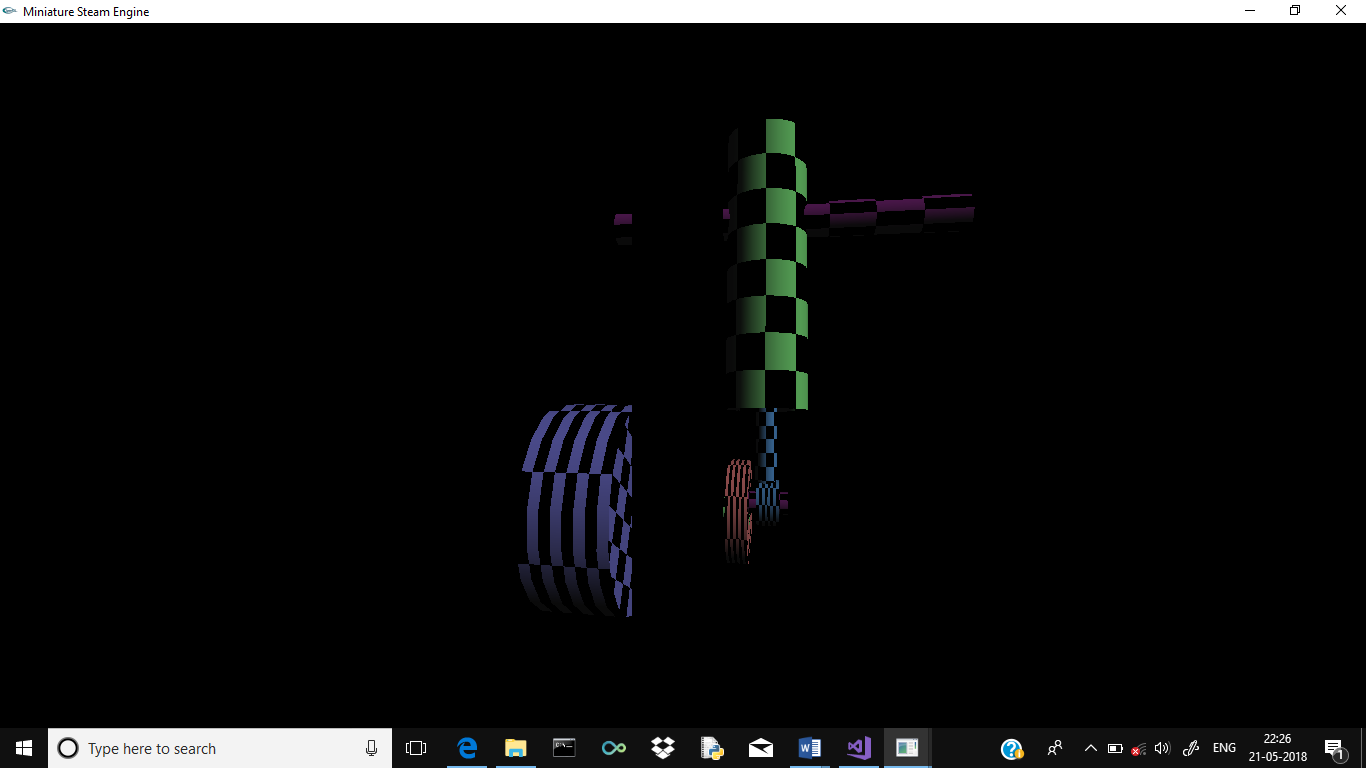 Miniature Steam Engine
Type here to search
ENG
22:26
21-05-2018
1